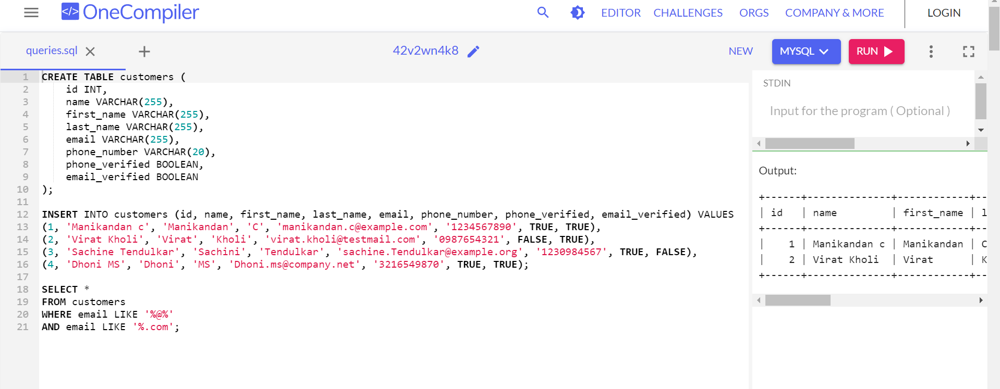 </> OneCompiler
EDITOR CHALLENGES ORGS COMPANY & MORE LOGIN
queries.sql 42v2wn4k8 NEW MYSQL RUN
1 CREATE TABLE customers (
2 id INT,
3 name VARCHAR(255),
4 first_name VARCHAR(255),
5 last_name VARCHAR(255),
6 email VARCHAR(255),
7 phone_number VARCHAR(20),
8 phone_verified BOOLEAN,
9 email_verified BOOLEAN
10 );
11
12 INSERT INTO customers (id, name, first_name, last_name, email, phone_number, phone_verified, email_verified) VALUES
13 (1, 'Manikandan c', 'Manikandan', 'C', 'manikandan.c@example.com', '1234567890', TRUE, TRUE),
14 (2, 'Virat Kholi', 'Virat', 'Kholi', 'virat.kholi@testmail.com', '0987654321', FALSE, TRUE),
15 (3, 'Sachine Tendulkar', 'Sachini', 'Tendulkar', 'sachine.Tendulkar@example.org', '1230984567', TRUE, FALSE),
16 (4, 'Dhoni MS', 'Dhoni', 'MS', 'Dhoni.ms@company.net', '3216549870', TRUE, TRUE);
17
18 SELECT *
19 FROM customers
20 WHERE email LIKE '%@%'
21 AND email LIKE '%.com';
STDIN
Input for the program ( Optional )
Output:
+------+--------------+------------+--
| id | name | first_name | l
+------+--------------+------------+--
| 1 | Manikandan c | Manikandan | C
| 2 | Virat Kholi | Virat | K
+------+--------------+------------+--